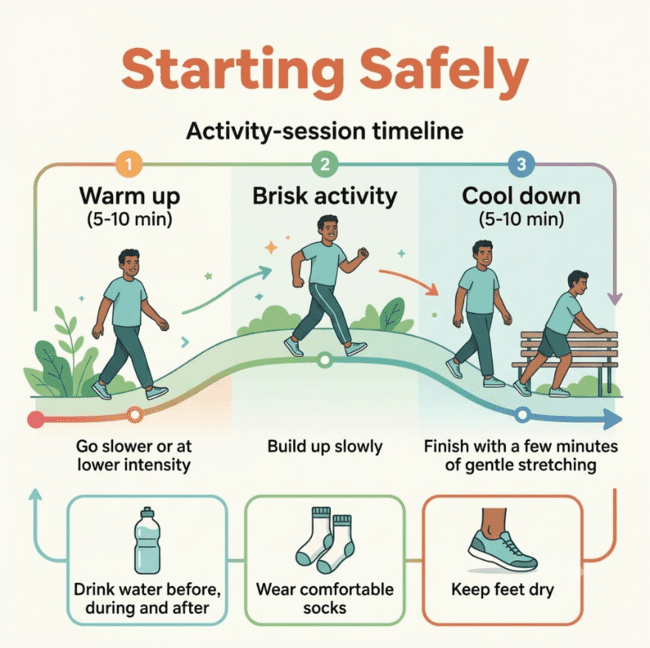 Starting Safely
Activity-session timeline
1
Warm up
(5-10 min)
2
Brisk activity
3
Cool down
(5-10 min)
Go slower or at
lower intensity
Build up slowly
Finish with a few minutes
of gentle stretching
Drink water before,
during and after
Wear comfortable
socks
Keep feet dry